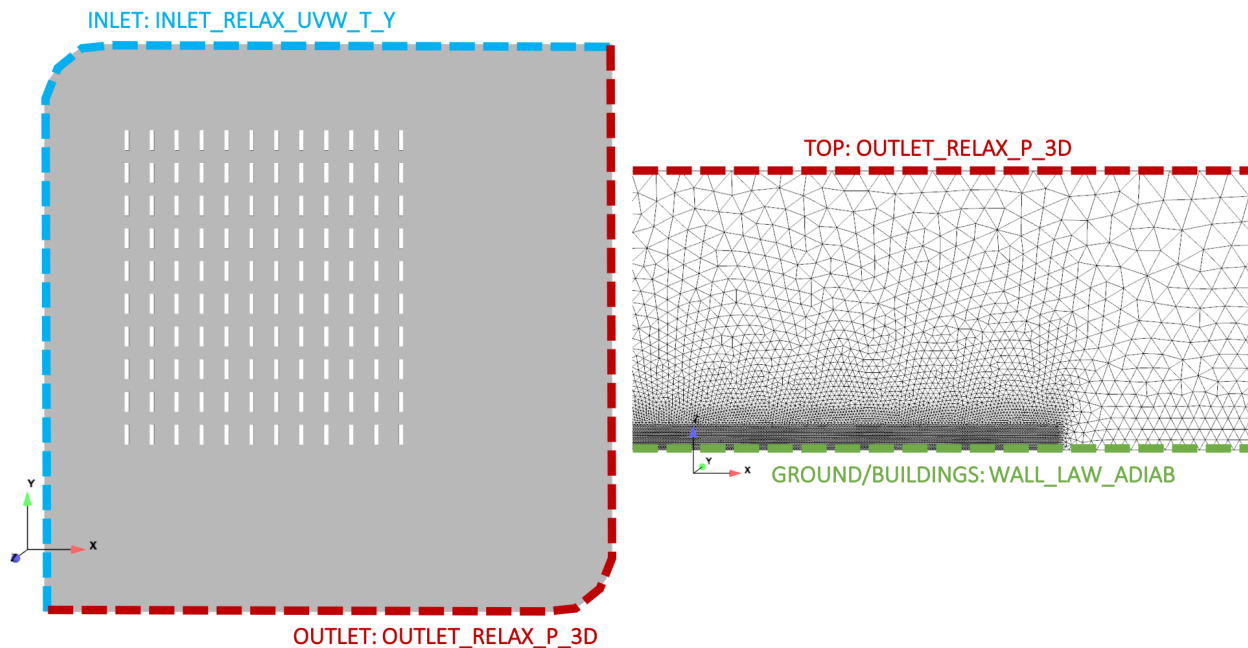 INLET: INLET_RELAX_UVW_T_Y
TOP: OUTLET_RELAX_P_3D
Z
Y
X
GROUND/BUILDINGS: WALL_LAW_ADIAB
Y
X
Z
OUTLET: OUTLET_RELAX_P_3D